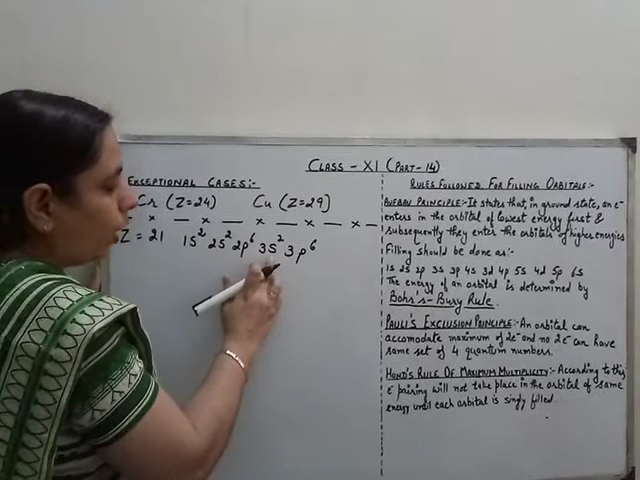 CLASS - XI (PART-14)
EXCEPTIONAL CASES:-
Cr (Z=24) Cu (Z=29)
- × — × — × — × — × —
Z = 21 1s² 2s² 2p⁶ 3s² 3p⁶
RULES FOLLOWED FOR FILLING ORBITALS:-
AUFBAU PRINCIPLE:- It states that, in ground state, an e⁻
enters in the orbital of lowest energy first &
subsequently they enter the orbitals of higher energies
Filling should be done as:-
1s 2s 2p 3s 3p 4s 3d 4p 5s 4d 5p 6s
The energy of an orbital is determined by
Bohr's - Bury Rule.
PAULI'S EXCLUSION PRINCIPLE:- An orbital can
accomodate maximum of 2e⁻ and no 2e⁻ can have
same set of 4 quantum numbers.
HUND'S RULE OF MAXIMUM MULTIPLICITY:- According to this
e⁻ pairing will not take place in the orbital of same
energy until each orbital is singly filled.